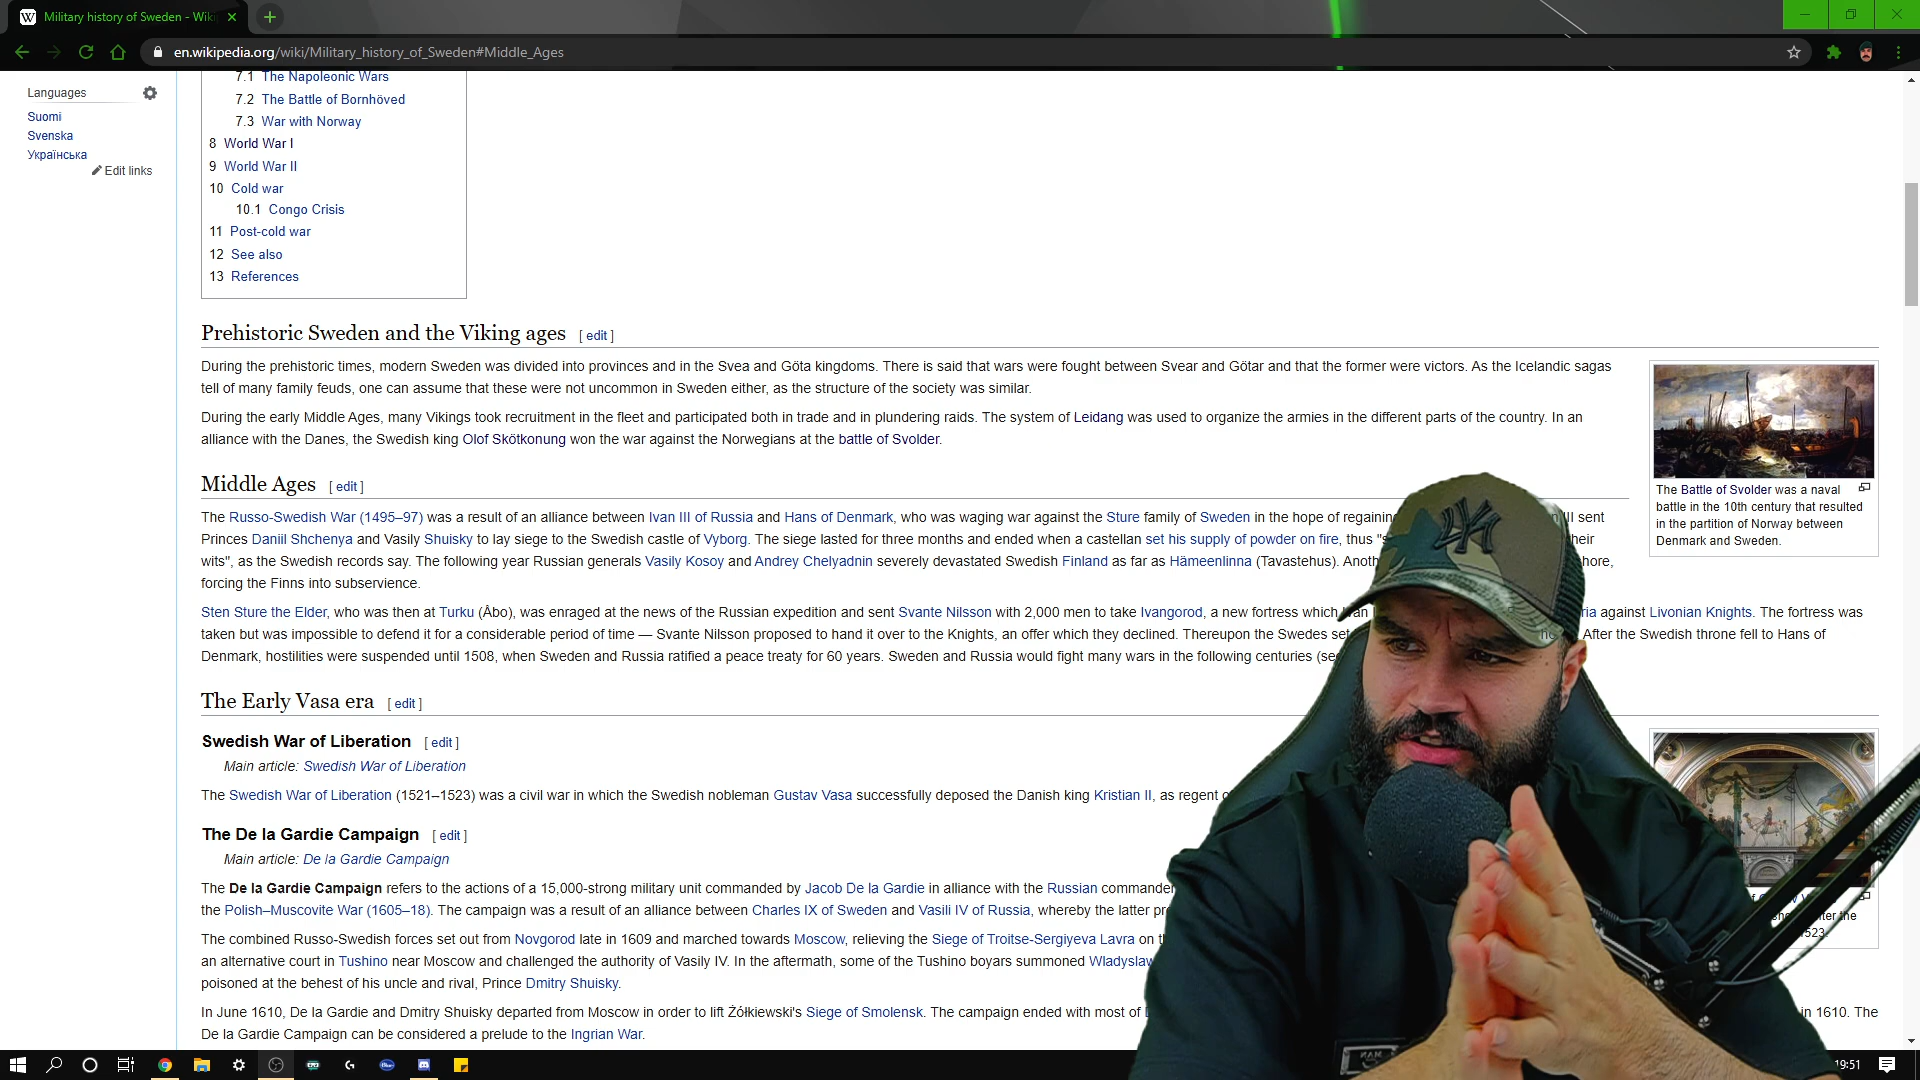 Military history of Sweden - Wiki
en.wikipedia.org/wiki/Military_history_of_Sweden#Middle_Ages
Languages
Suomi
Svenska
Українська
Edit links
7.1 The Napoleonic Wars
7.2 The Battle of Bornhöved
7.3 War with Norway
8 World War I
9 World War II
10 Cold war
10.1 Congo Crisis
11 Post-cold war
12 See also
13 References
Prehistoric Sweden and the Viking ages [ edit ]
During the prehistoric times, modern Sweden was divided into provinces and in the Svea and Göta kingdoms. There is said that wars were fought between Svear and Götar and that the former were victors. As the Icelandic sagas
tell of many family feuds, one can assume that these were not uncommon in Sweden either, as the structure of the society was similar.
During the early Middle Ages, many Vikings took recruitment in the fleet and participated both in trade and in plundering raids. The system of Leidang was used to organize the armies in the different parts of the country. In an
alliance with the Danes, the Swedish king Olof Skötkonung won the war against the Norwegians at the battle of Svolder.
The Battle of Svolder was a naval
battle in the 10th century that resulted
in the partition of Norway between
Denmark and Sweden.
Middle Ages [ edit ]
The Russo-Swedish War (1495–97) was a result of an alliance between Ivan III of Russia and Hans of Denmark, who was waging war against the Sture family of Sweden in the hope of regaining III sent
Princes Daniil Shchenya and Vasily Shuisky to lay siege to the Swedish castle of Vyborg. The siege lasted for three months and ended when a castellan set his supply of powder on fire, thus their
wits", as the Swedish records say. The following year Russian generals Vasily Kosoy and Andrey Chelyadnin severely devastated Swedish Finland as far as Hämeenlinna (Tavastehus).
forcing the Finns into subservience.
Sten Sture the Elder, who was then at Turku (Åbo), was enraged at the news of the Russian expedition and sent Svante Nilsson with 2,000 men to take Ivangorod, a new fortress which against Livonian Knights. The fortress was
taken but was impossible to defend it for a considerable period of time — Svante Nilsson proposed to hand it over to the Knights, an offer which they declined. Thereupon the Swedes set After the Swedish throne fell to Hans of
Denmark, hostilities were suspended until 1508, when Sweden and Russia ratified a peace treaty for 60 years. Sweden and Russia would fight many wars in the following centuries
The Early Vasa era [ edit ]
Swedish War of Liberation [ edit ]
Main article: Swedish War of Liberation
The Swedish War of Liberation (1521–1523) was a civil war in which the Swedish nobleman Gustav Vasa successfully deposed the Danish king Kristian II, as regent
The De la Gardie Campaign [ edit ]
Main article: De la Gardie Campaign
The De la Gardie Campaign refers to the actions of a 15,000-strong military unit commanded by Jacob De la Gardie in alliance with the Russian commander
the Polish–Muscovite War (1605–18). The campaign was a result of an alliance between Charles IX of Sweden and Vasili IV of Russia, whereby the latter
The combined Russo-Swedish forces set out from Novgorod late in 1609 and marched towards Moscow, relieving the Siege of Troitse-Sergiyeva Lavra on
an alternative court in Tushino near Moscow and challenged the authority of Vasily IV. In the aftermath, some of the Tushino boyars summoned
poisoned at the behest of his uncle and rival, Prince Dmitry Shuisky.
In June 1610, De la Gardie and Dmitry Shuisky departed from Moscow in order to lift Żółkiewski's Siege of Smolensk. The campaign ended with most of in 1610. The
De la Gardie Campaign can be considered a prelude to the Ingrian War.
19:51